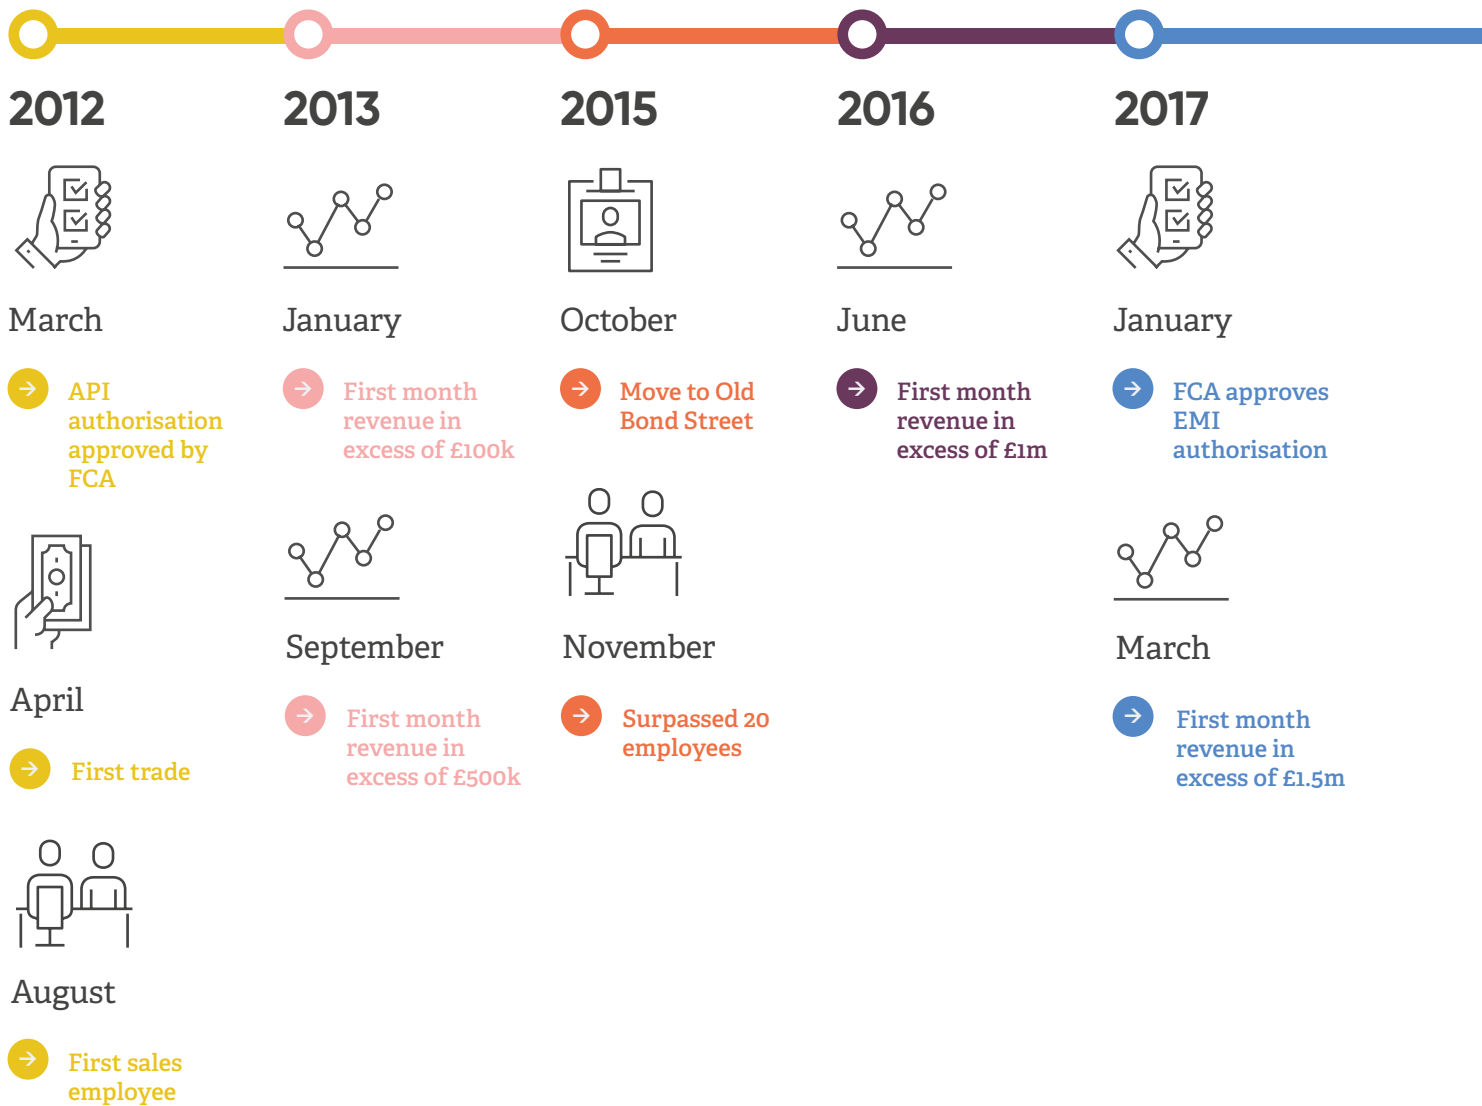 2012
March
API
authorisation
approved by
FCA
April
First trade
August
First sales
employee
2013
January
First month
revenue in
excess of £100k
September
First month
revenue in
excess of £500k
2015
October
Move to Old
Bond Street
November
Surpassed 20
employees
2016
June
First month
revenue in
excess of £1m
2017
January
FCA approves
EMI
authorisation
March
First month
revenue in
excess of £1.5m